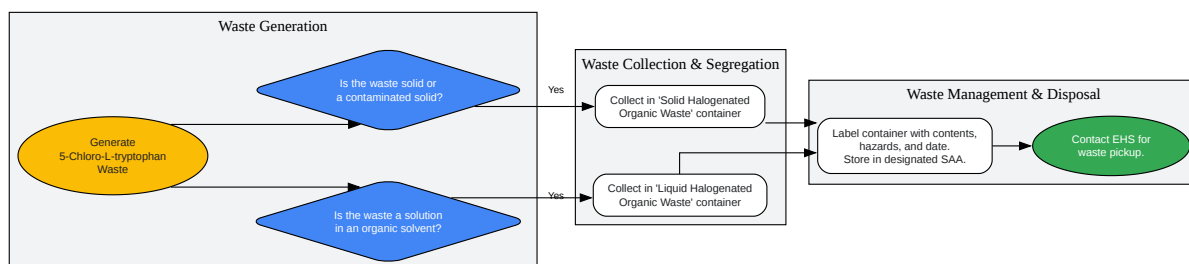 Waste Generation
Generate
5-Chloro-L-tryptophan
Waste
Is the waste solid or
a contaminated solid?
Is the waste a solution
in an organic solvent?
Yes
Yes
Waste Collection & Segregation
Collect in 'Solid Halogenated
Organic Waste' container
Collect in 'Liquid Halogenated
Organic Waste' container
Waste Management & Disposal
Label container with contents,
hazards, and date.
Store in designated SAA.
Contact EHS for
waste pickup.